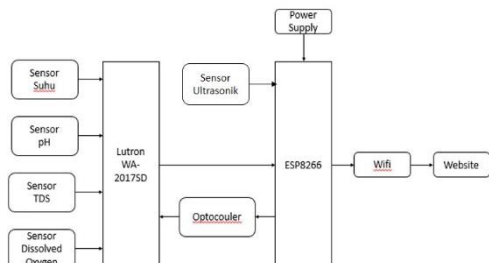 Power
Supply
Sensor
Suhu
Sensor
pH
Sensor
TDS
Sensor
Dissolved
Oxygen
Lutron
WA-
2017SD
Sensor
Ultrasonik
Optocouler
ESP8266
Wifi
Website